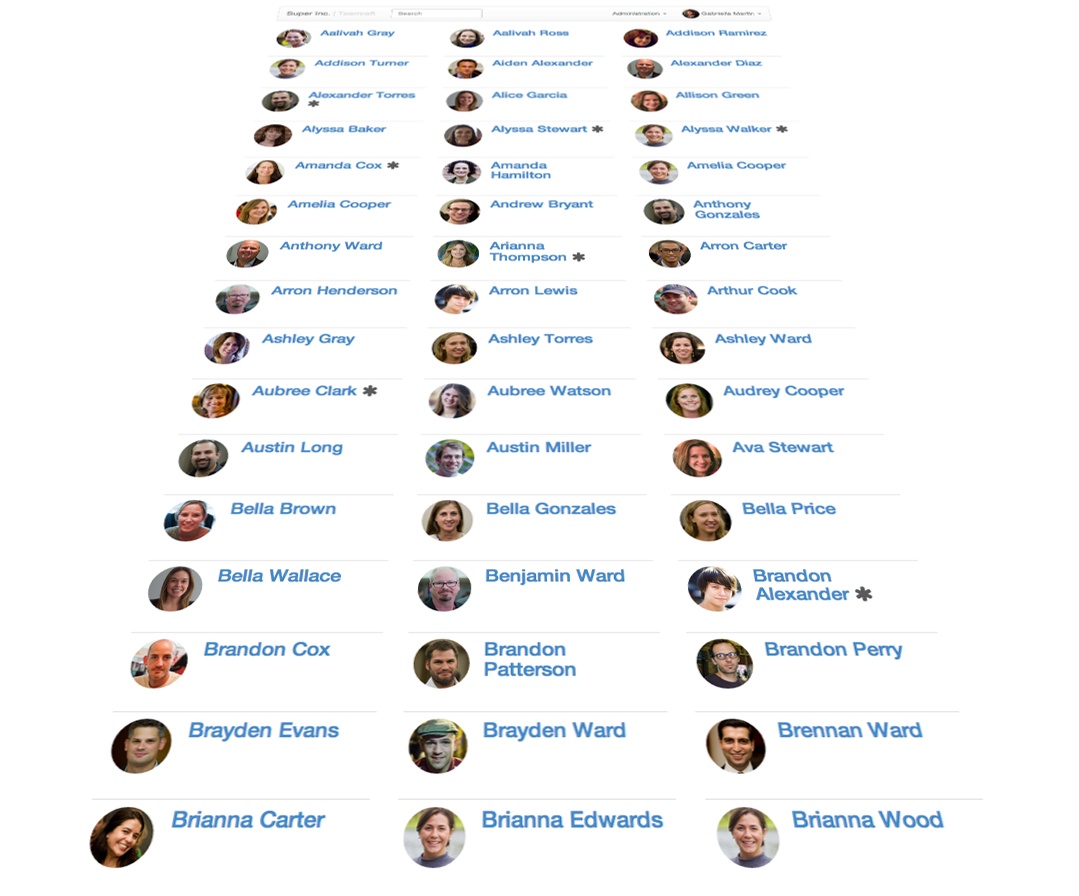 Super Inc. / Teamraft Search Administration Gabriela Martin
Aalivah Gray Aalivah Ross Addison Ramirez
Addison Turner Aiden Alexander Alexander Diaz
Alexander Torres Alice Garcia Allison Green
*
Alyssa Baker Alyssa Stewart * Alyssa Walker *
Amanda Cox * Amanda Amelia Cooper
Hamilton
Amelia Cooper Andrew Bryant Anthony
Gonzales
Anthony Ward Arianna Arron Carter
Thompson *
Arron Henderson Arron Lewis Arthur Cook
Ashley Gray Ashley Torres Ashley Ward
Aubree Clark * Aubree Watson Audrey Cooper
Austin Long Austin Miller Ava Stewart
Bella Brown Bella Gonzales Bella Price
Bella Wallace Benjamin Ward Brandon
Alexander *
Brandon Cox Brandon Brandon Perry
Patterson
Brayden Evans Brayden Ward Brennan Ward
Brianna Carter Brianna Edwards Brianna Wood